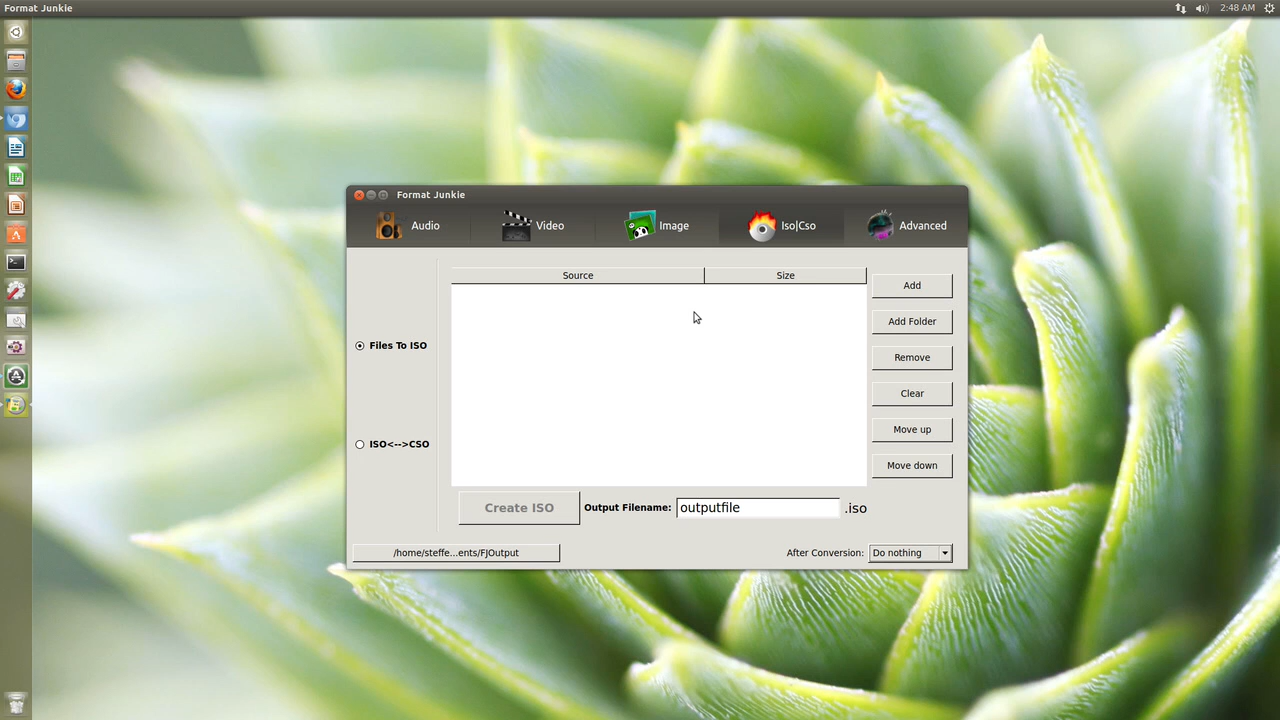 Format Junkie
2:48 AM
Format Junkie
Audio Video Image Iso|Cso Advanced
Source Size
Add
Add Folder
Files To ISO
Remove
Clear
Move up
ISO<-->CSO
Move down
Create ISO Output Filename: outputfile .iso
/home/steffe...ents/FJOutput After Conversion: Do nothing